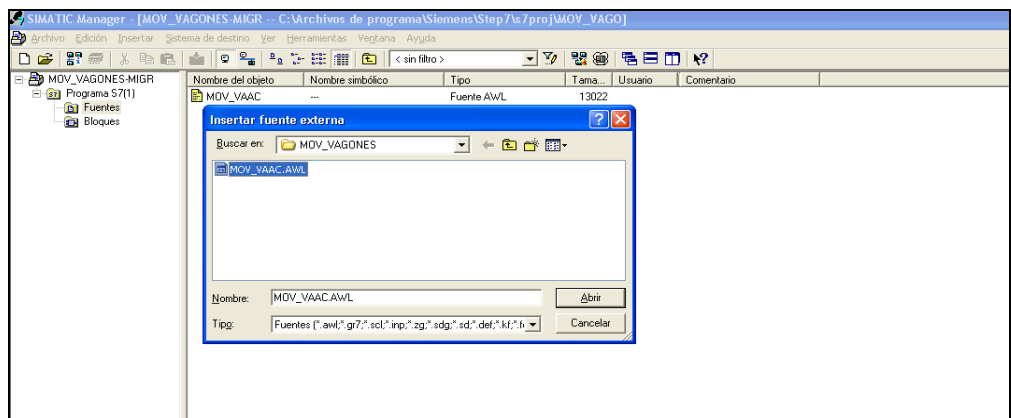 SIMATIC Manager - [MOV_VAGONES-MIGR -- C:\Archivos de programa\Siemens\Step7\s7proj\MOV_VAGO]
Archivo Edición Insertar Sistema de destino Ver Herramientas Ventana Ayuda
< sin filtro >
MOV_VAGONES-MIGR
Programa S7(1)
Fuentes
Bloques
Nombre del objeto Nombre simbólico Tipo Tama... Usuario Comentario
MOV_VAAC --- Fuente AWL 13022
Insertar fuente externa
Buscar en: MOV_VAGONES
MOV_VAAC.AWL
Nombre: MOV_VAAC.AWL Abrir
Tipo: Fuentes (*.awl;*.gr7;*.scl;*.inp;*.zg;*.sdg;*.sd;*.def;*.kf;*.f Cancelar